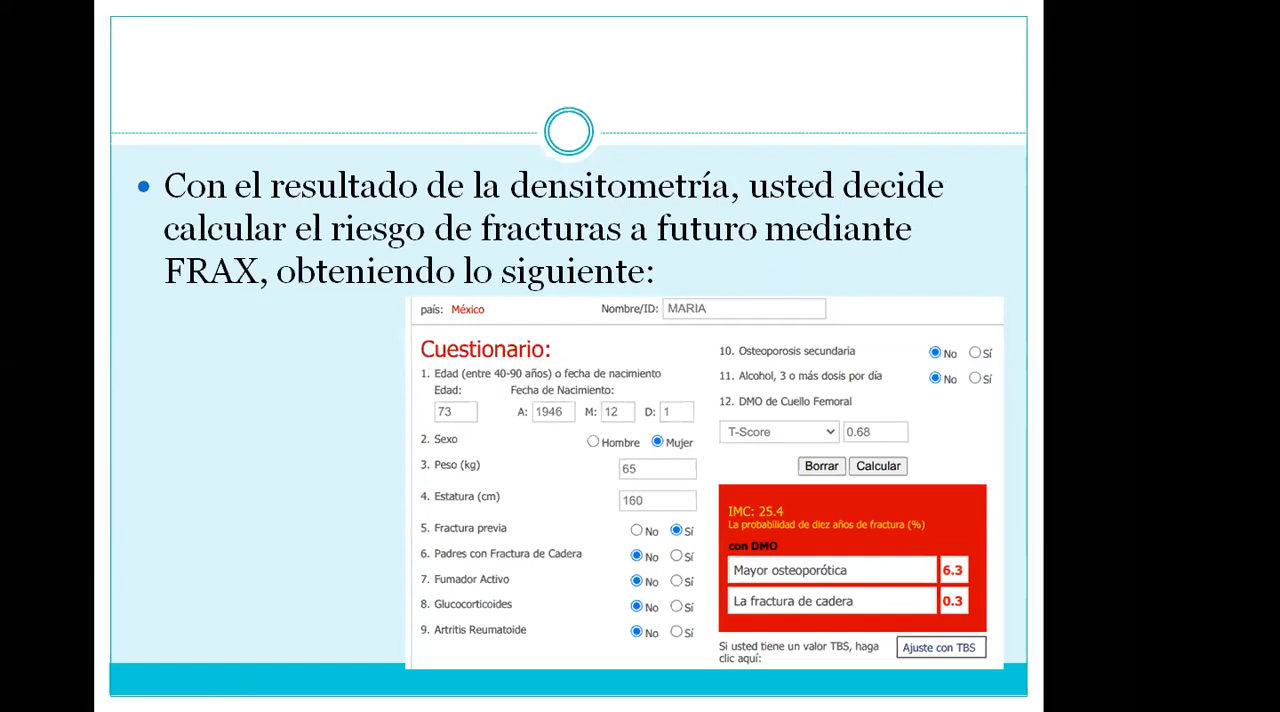 Con el resultado de la densitometría, usted decide
calcular el riesgo de fracturas a futuro mediante
FRAX, obteniendo lo siguiente:
país: México Nombre/ID: MARIA
Cuestionario:
1. Edad (entre 40-90 años) o fecha de nacimiento
Edad: Fecha de Nacimiento:
73 A: 1946 M: 12 D: 1
2. Sexo Hombre Mujer
3. Peso (kg) 65
4. Estatura (cm) 160
5. Fractura previa No Sí
6. Padres con Fractura de Cadera No Sí
7. Fumador Activo No Sí
8. Glucocorticoides No Sí
9. Artritis Reumatoide No Sí
10. Osteoporosis secundaria No Sí
11. Alcohol, 3 o más dosis por día No Sí
12. DMO de Cuello Femoral
T-Score 0.68
Borrar Calcular
IMC: 25.4
La probabilidad de diez años de fractura (%)
con DMO
Mayor osteoporótica 6.3
La fractura de cadera 0.3
Si usted tiene un valor TBS, haga
clic aquí:
Ajuste con TBS